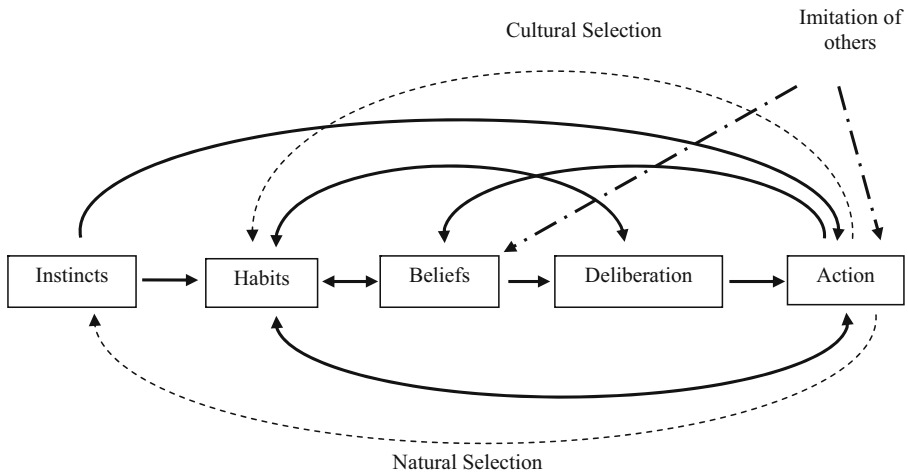 Cultural Selection
Imitation of
others
Instincts
Habits
Beliefs
Deliberation
Action
Natural Selection